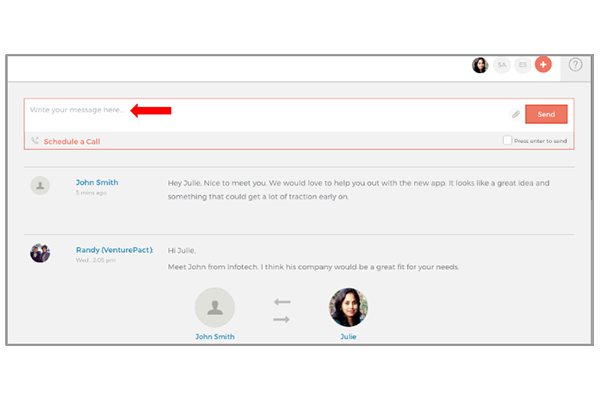 SA ES + ?
Write your message here...
Send
Schedule a Call
Press enter to send
John Smith
5 mins ago
Hey Julie, Nice to meet you. We would love to help you out with the new app. It looks like a great idea and
something that could get a lot of traction early on.
Randy (VenturePact):
Wed, 2:00 pm
Hi Julie,
Meet John from Infotech. I think his company would be a great fit for your needs.
John Smith
Julie